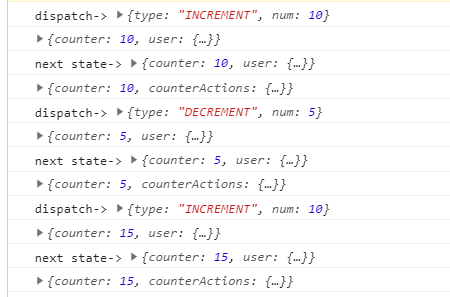 dispatch-> ▶{type: "INCREMENT", num: 10}
▶{counter: 10, user: {…}}
next state-> ▶{counter: 10, user: {…}}
▶{counter: 10, counterActions: {…}}
dispatch-> ▶{type: "DECREMENT", num: 5}
▶{counter: 5, user: {…}}
next state-> ▶{counter: 5, user: {…}}
▶{counter: 5, counterActions: {…}}
dispatch-> ▶{type: "INCREMENT", num: 10}
▶{counter: 15, user: {…}}
next state-> ▶{counter: 15, user: {…}}
▶{counter: 15, counterActions: {…}}